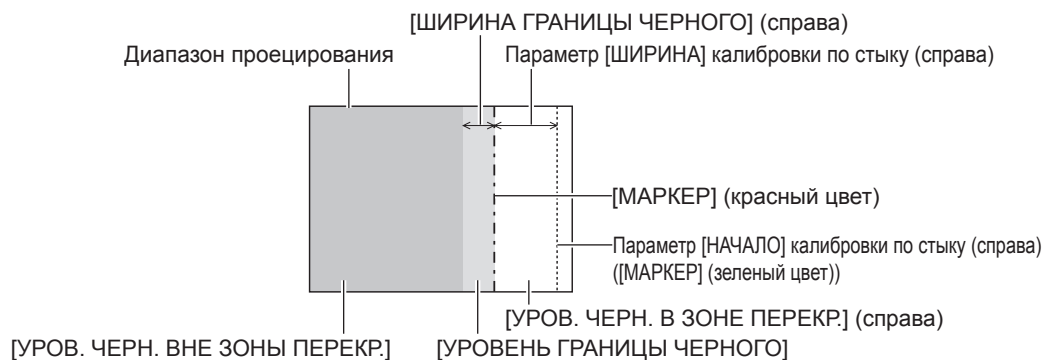 [ШИРИНА ГРАНИЦЫ ЧЕРНОГО] (справа)
Диапазон проецирования
Параметр [ШИРИНА] калибровки по стыку (справа)
[МАРКЕР] (красный цвет)
Параметр [НАЧАЛО] калибровки по стыку (справа)
([МАРКЕР] (зеленый цвет))
[УРОВ. ЧЕРН. В ЗОНЕ ПЕРЕКР.] (справа)
[УРОВ. ЧЕРН. ВНЕ ЗОНЫ ПЕРЕКР.]
[УРОВЕНЬ ГРАНИЦЫ ЧЕРНОГО]